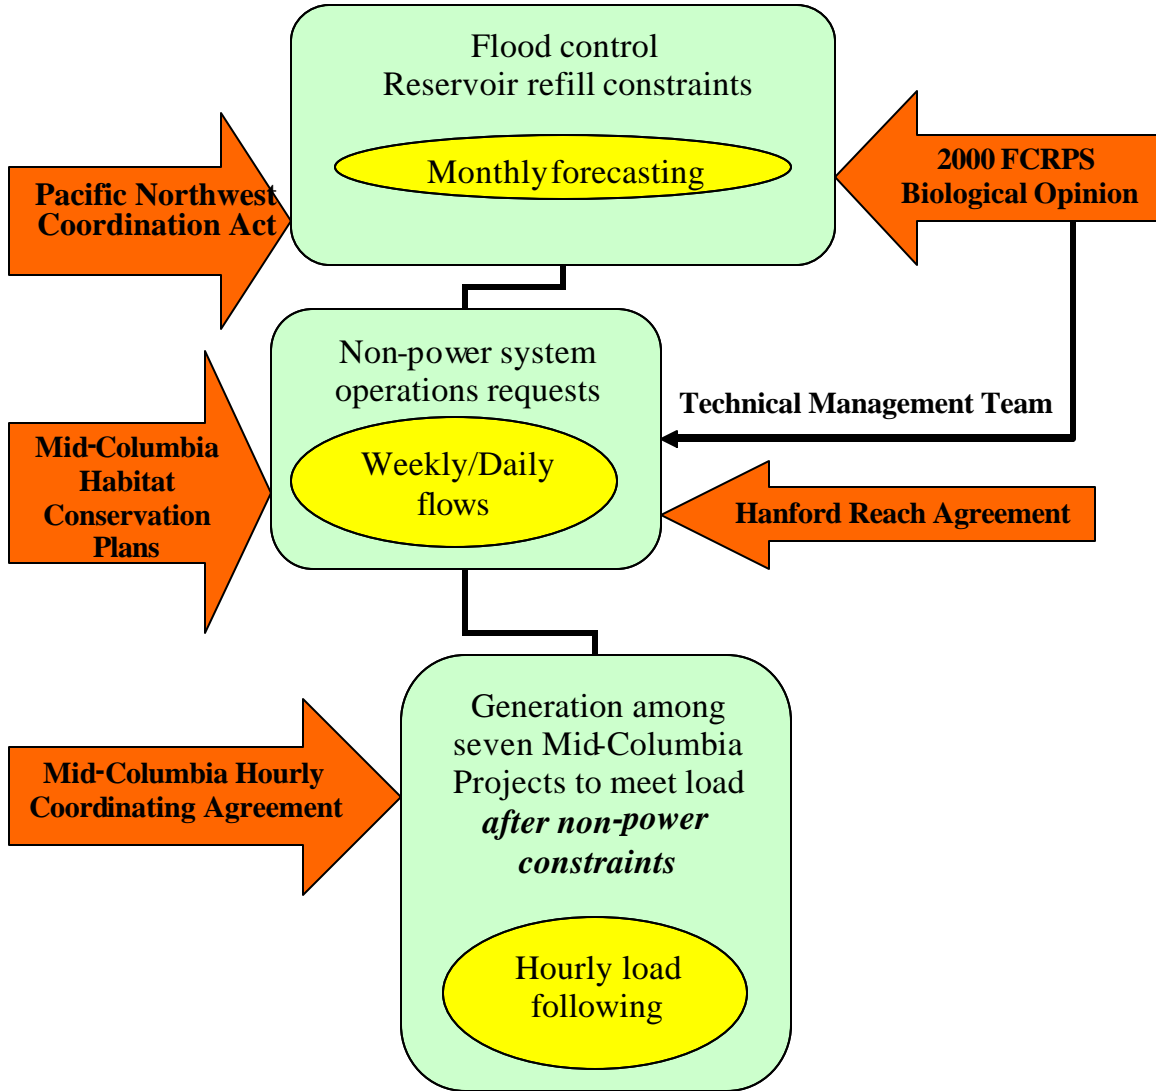 Flood control
Reservoir refill constraints
Monthly forecasting
Pacific Northwest
Coordination Act
2000 FCRPS
Biological Opinion
Non-power system
operations requests
Weekly/Daily
flows
Technical Management Team
Mid-Columbia
Habitat
Conservation
Plans
Hanford Reach Agreement
Generation among
seven Mid-Columbia
Projects to meet load
after non-power
constraints
Mid-Columbia Hourly
Coordinating Agreement
Hourly load
following